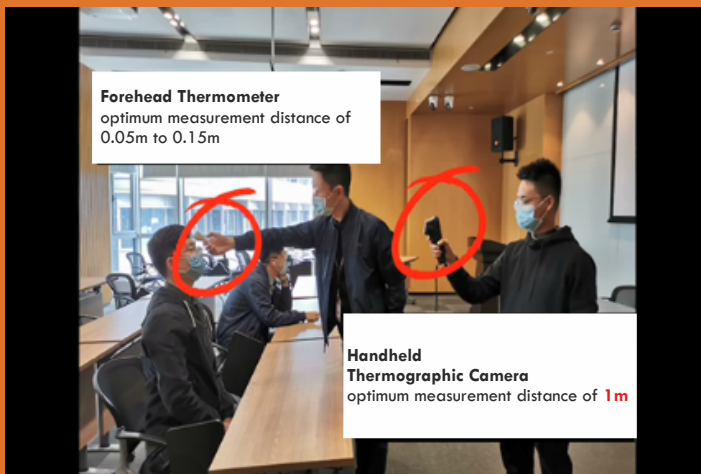 Forehead Thermometer
optimum measurement distance of
0.05m to 0.15m
Handheld
Thermographic Camera
optimum measurement distance of 1m